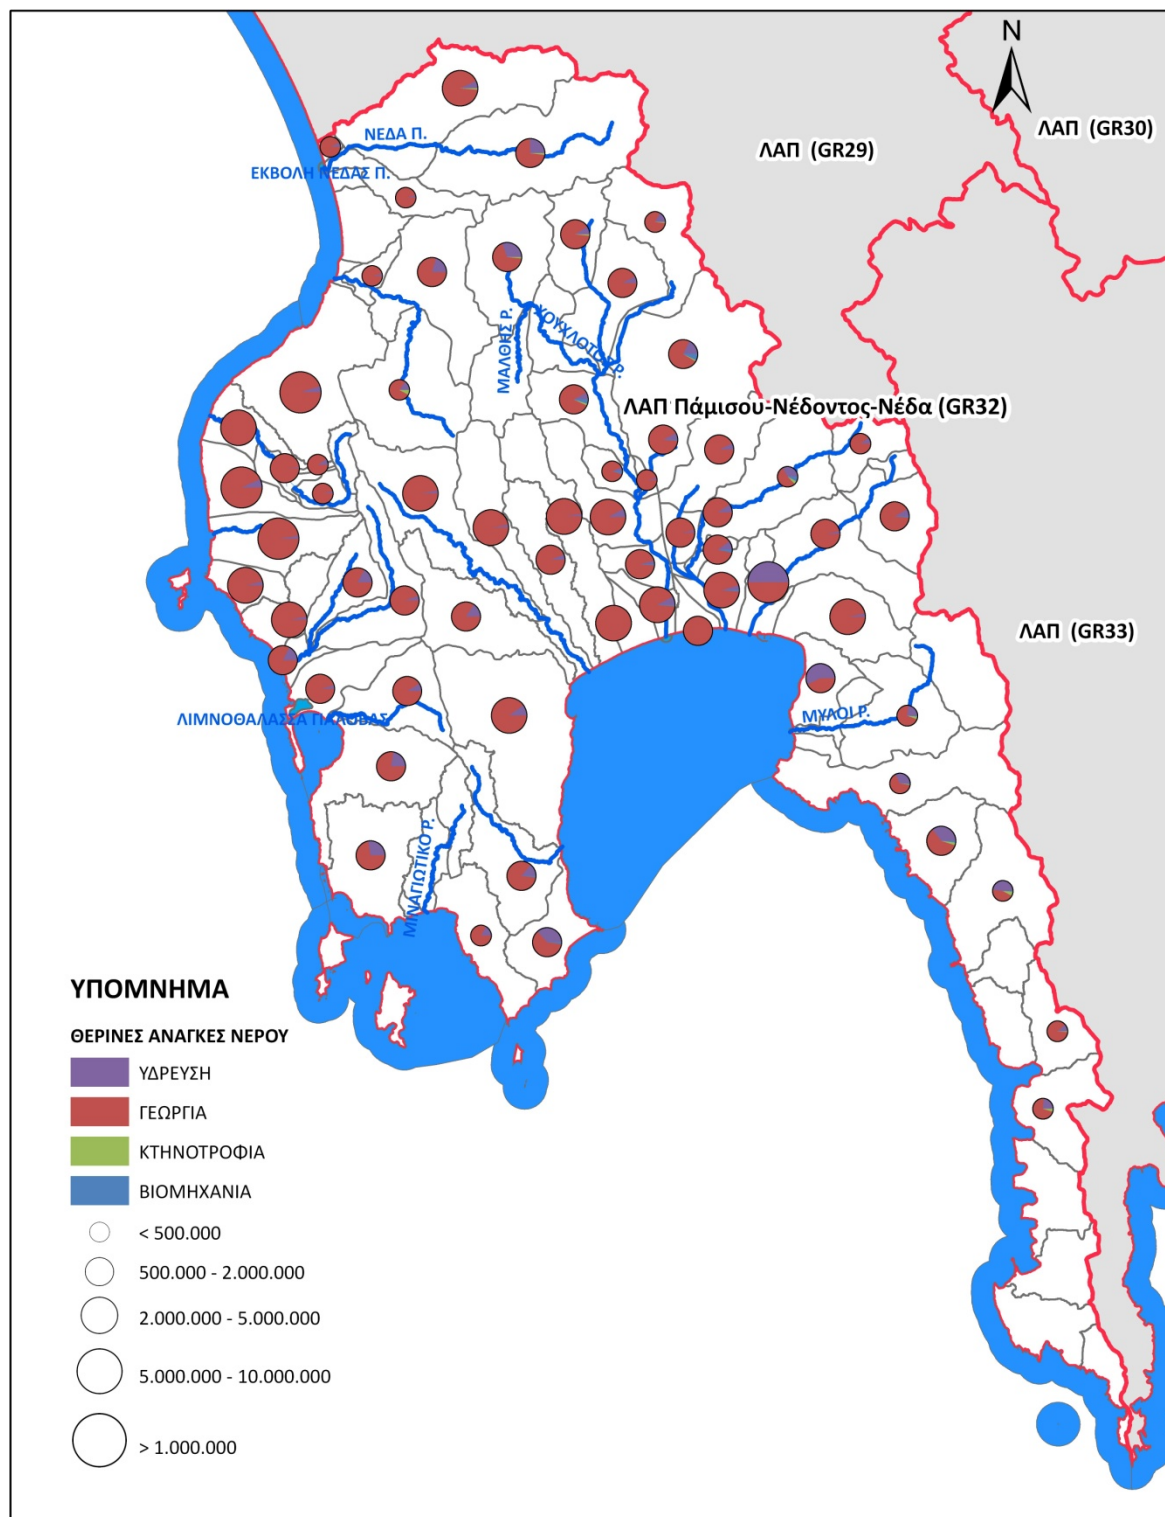 N
ΛΑΠ (GR30)
ΛΑΠ (GR29)
ΝΕΔΑ Π.
ΕΚΒΟΛΗ ΝΕΔΑΣ Π.
ΜΑΛΘΗΣ Ρ.
ΛΑΠ Πάμισου-Νέδοντος-Νέδα (GR32)
ΛΑΠ (GR33)
ΜΥΛΟΙ Ρ.
ΛΙΜΝΟΘΑΛΑΣΣΑ
ΜΙΝΑΓΙΩΤΙΚΟ Ρ.
ΥΠΟΜΝΗΜΑ
ΘΕΡΙΝΕΣ ΑΝΑΓΚΕΣ ΝΕΡΟΥ
ΥΔΡΕΥΣΗ
ΓΕΩΡΓΙΑ
ΚΤΗΝΟΤΡΟΦΙΑ
ΒΙΟΜΗΧΑΝΙΑ
< 500.000
500.000 - 2.000.000
2.000.000 - 5.000.000
5.000.000 - 10.000.000
> 1.000.000